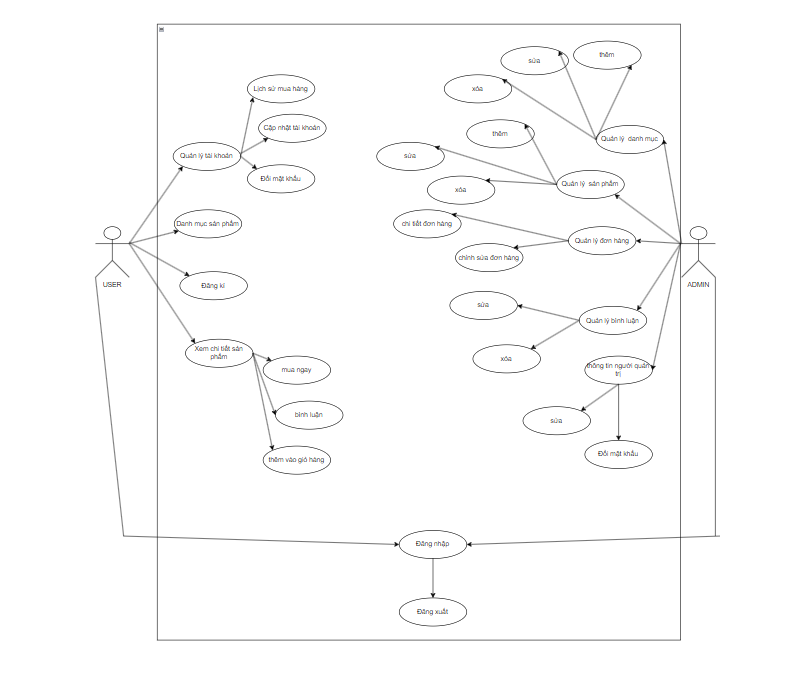 thêm
sửa
xóa
Lịch sử mua hàng
Cập nhật tài khoản
thêm
Quản lý danh mục
Quản lý tài khoản
sửa
Đổi mật khẩu
xóa
Quản lý sản phẩm
Danh mục sản phẩm
chi tiết đơn hàng
Quản lý đơn hàng
chỉnh sửa đơn hàng
USER
ADMIN
Đăng kí
sửa
Quản lý bình luận
Xem chi tiết sản
phẩm
xóa
thông tin người quản
trị
mua ngay
bình luận
sửa
thêm vào giỏ hàng
Đổi mật khẩu
Đăng nhập
Đăng xuất